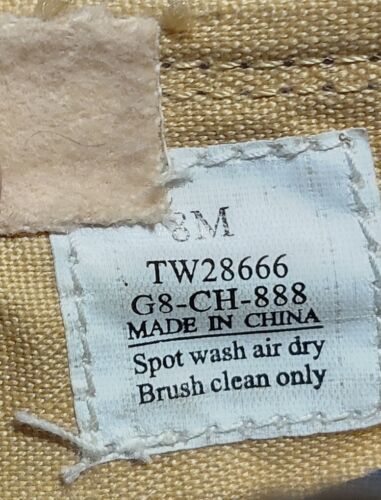 8M
TW28666
G8-CH-888
MADE IN CHINA
Spot wash air dry
Brush clean only